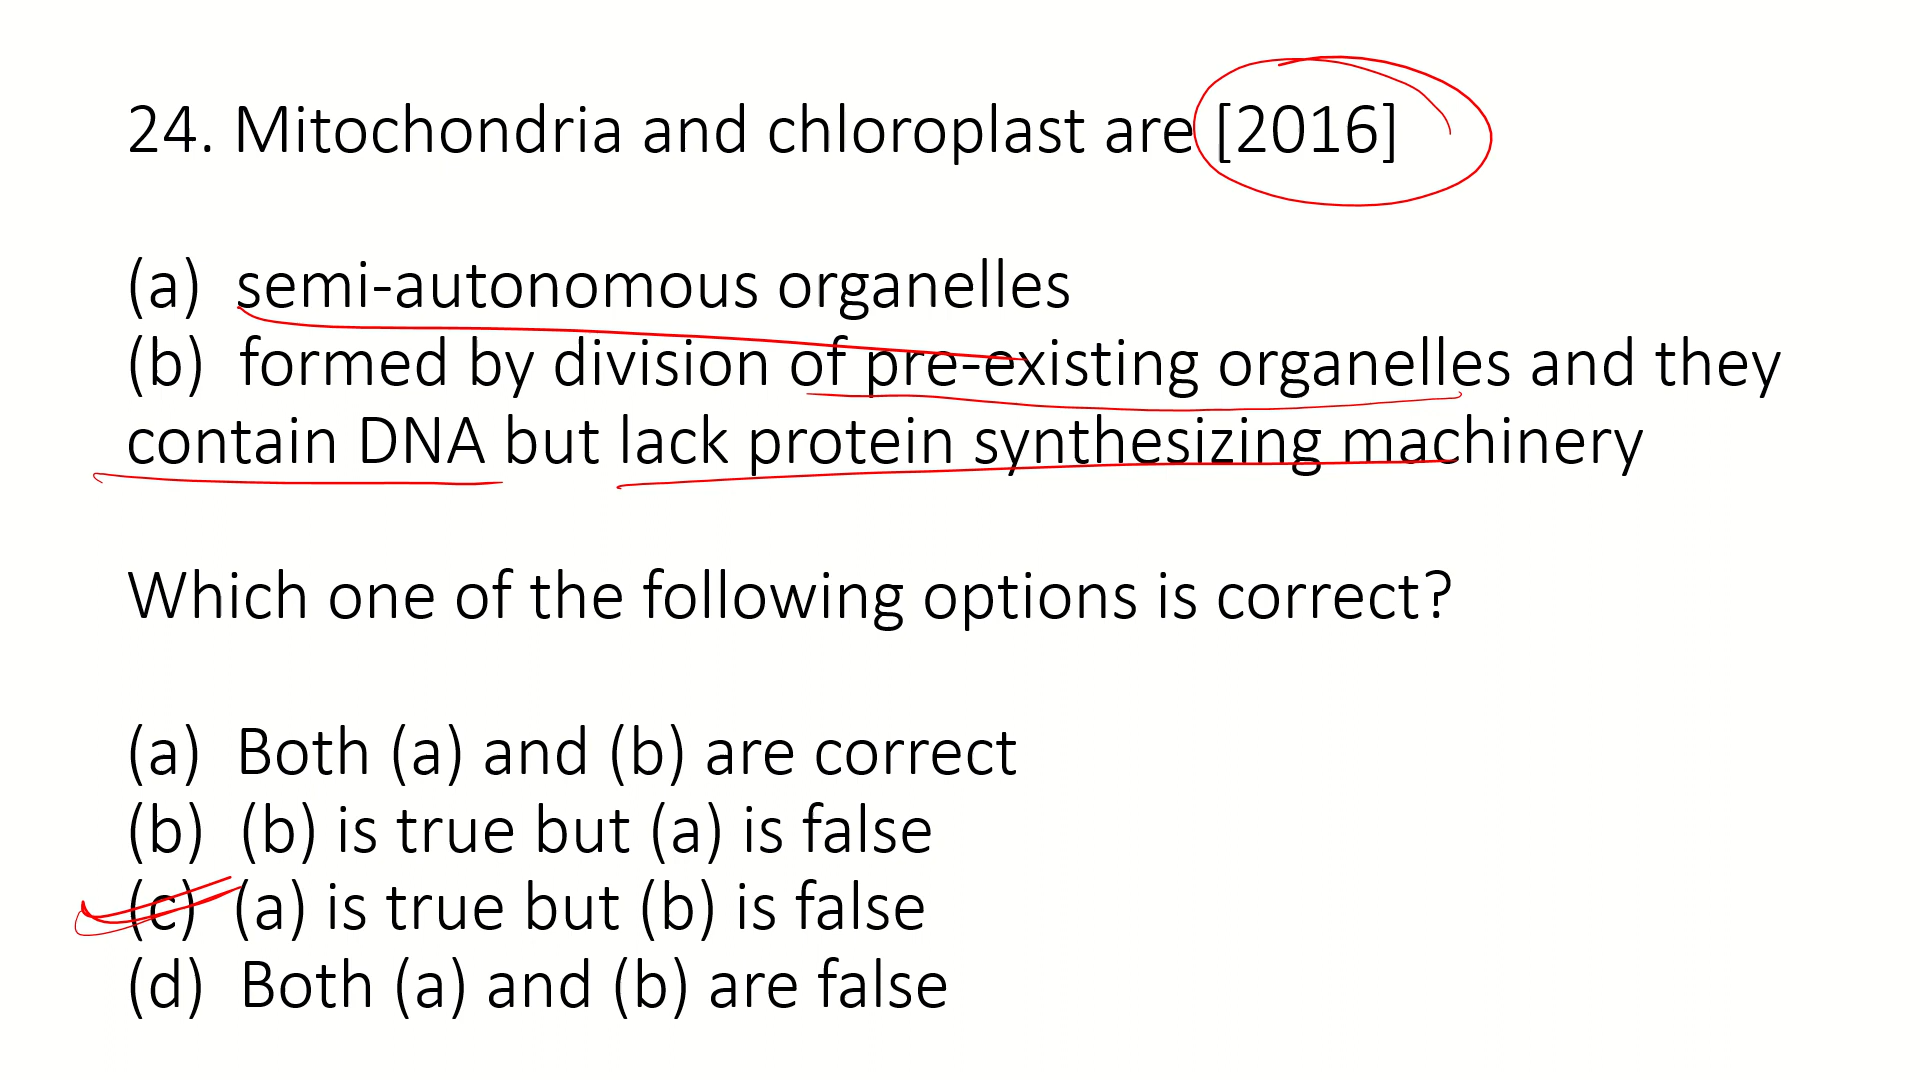 24. Mitochondria and chloroplast are [2016]
(a) semi-autonomous organelles
(b) formed by division of pre-existing organelles and they
contain DNA but lack protein synthesizing machinery
Which one of the following options is correct?
(a) Both (a) and (b) are correct
(b) (b) is true but (a) is false
(c) (a) is true but (b) is false
(d) Both (a) and (b) are false